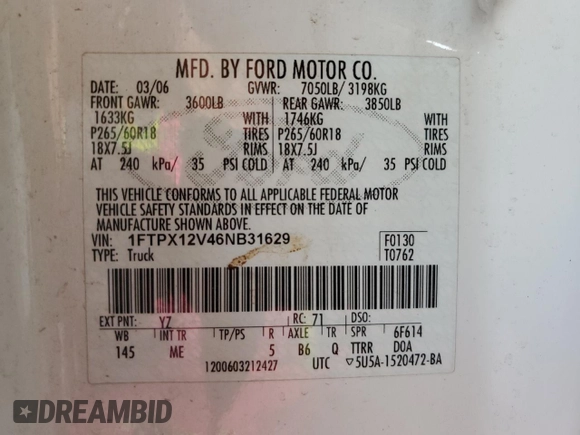 MFD. BY FORD MOTOR CO.
DATE: 03/06 GVWR: 7050LB/ 3198KG
FRONT GAWR: 3600LB REAR GAWR: 3850LB
1633KG WITH 1746KG WITH
P265/60R18 TIRES P265/60R18 TIRES
18X7.5J RIMS 18X7.5J RIMS
AT 240 kPa/ 35 PSI COLD AT 240 kPa/ 35 PSI COLD
THIS VEHICLE CONFORMS TO ALL APPLICABLE FEDERAL MOTOR
VEHICLE SAFETY STANDARDS IN EFFECT ON THE DATE OF
MANUFACTURE SHOWN ABOVE.
VIN: 1FTPX12V46NB31629 F0130
TYPE: Truck T0762
EXT PNT: YZ RC: 71 DSO:
WB INT TR TP/PS R AXLE TR SPR 6F614
145 ME 5 B6 Q TTRR DOA
1200603212427 UTC ▽5U5A-1520472-BA
DREAMBID